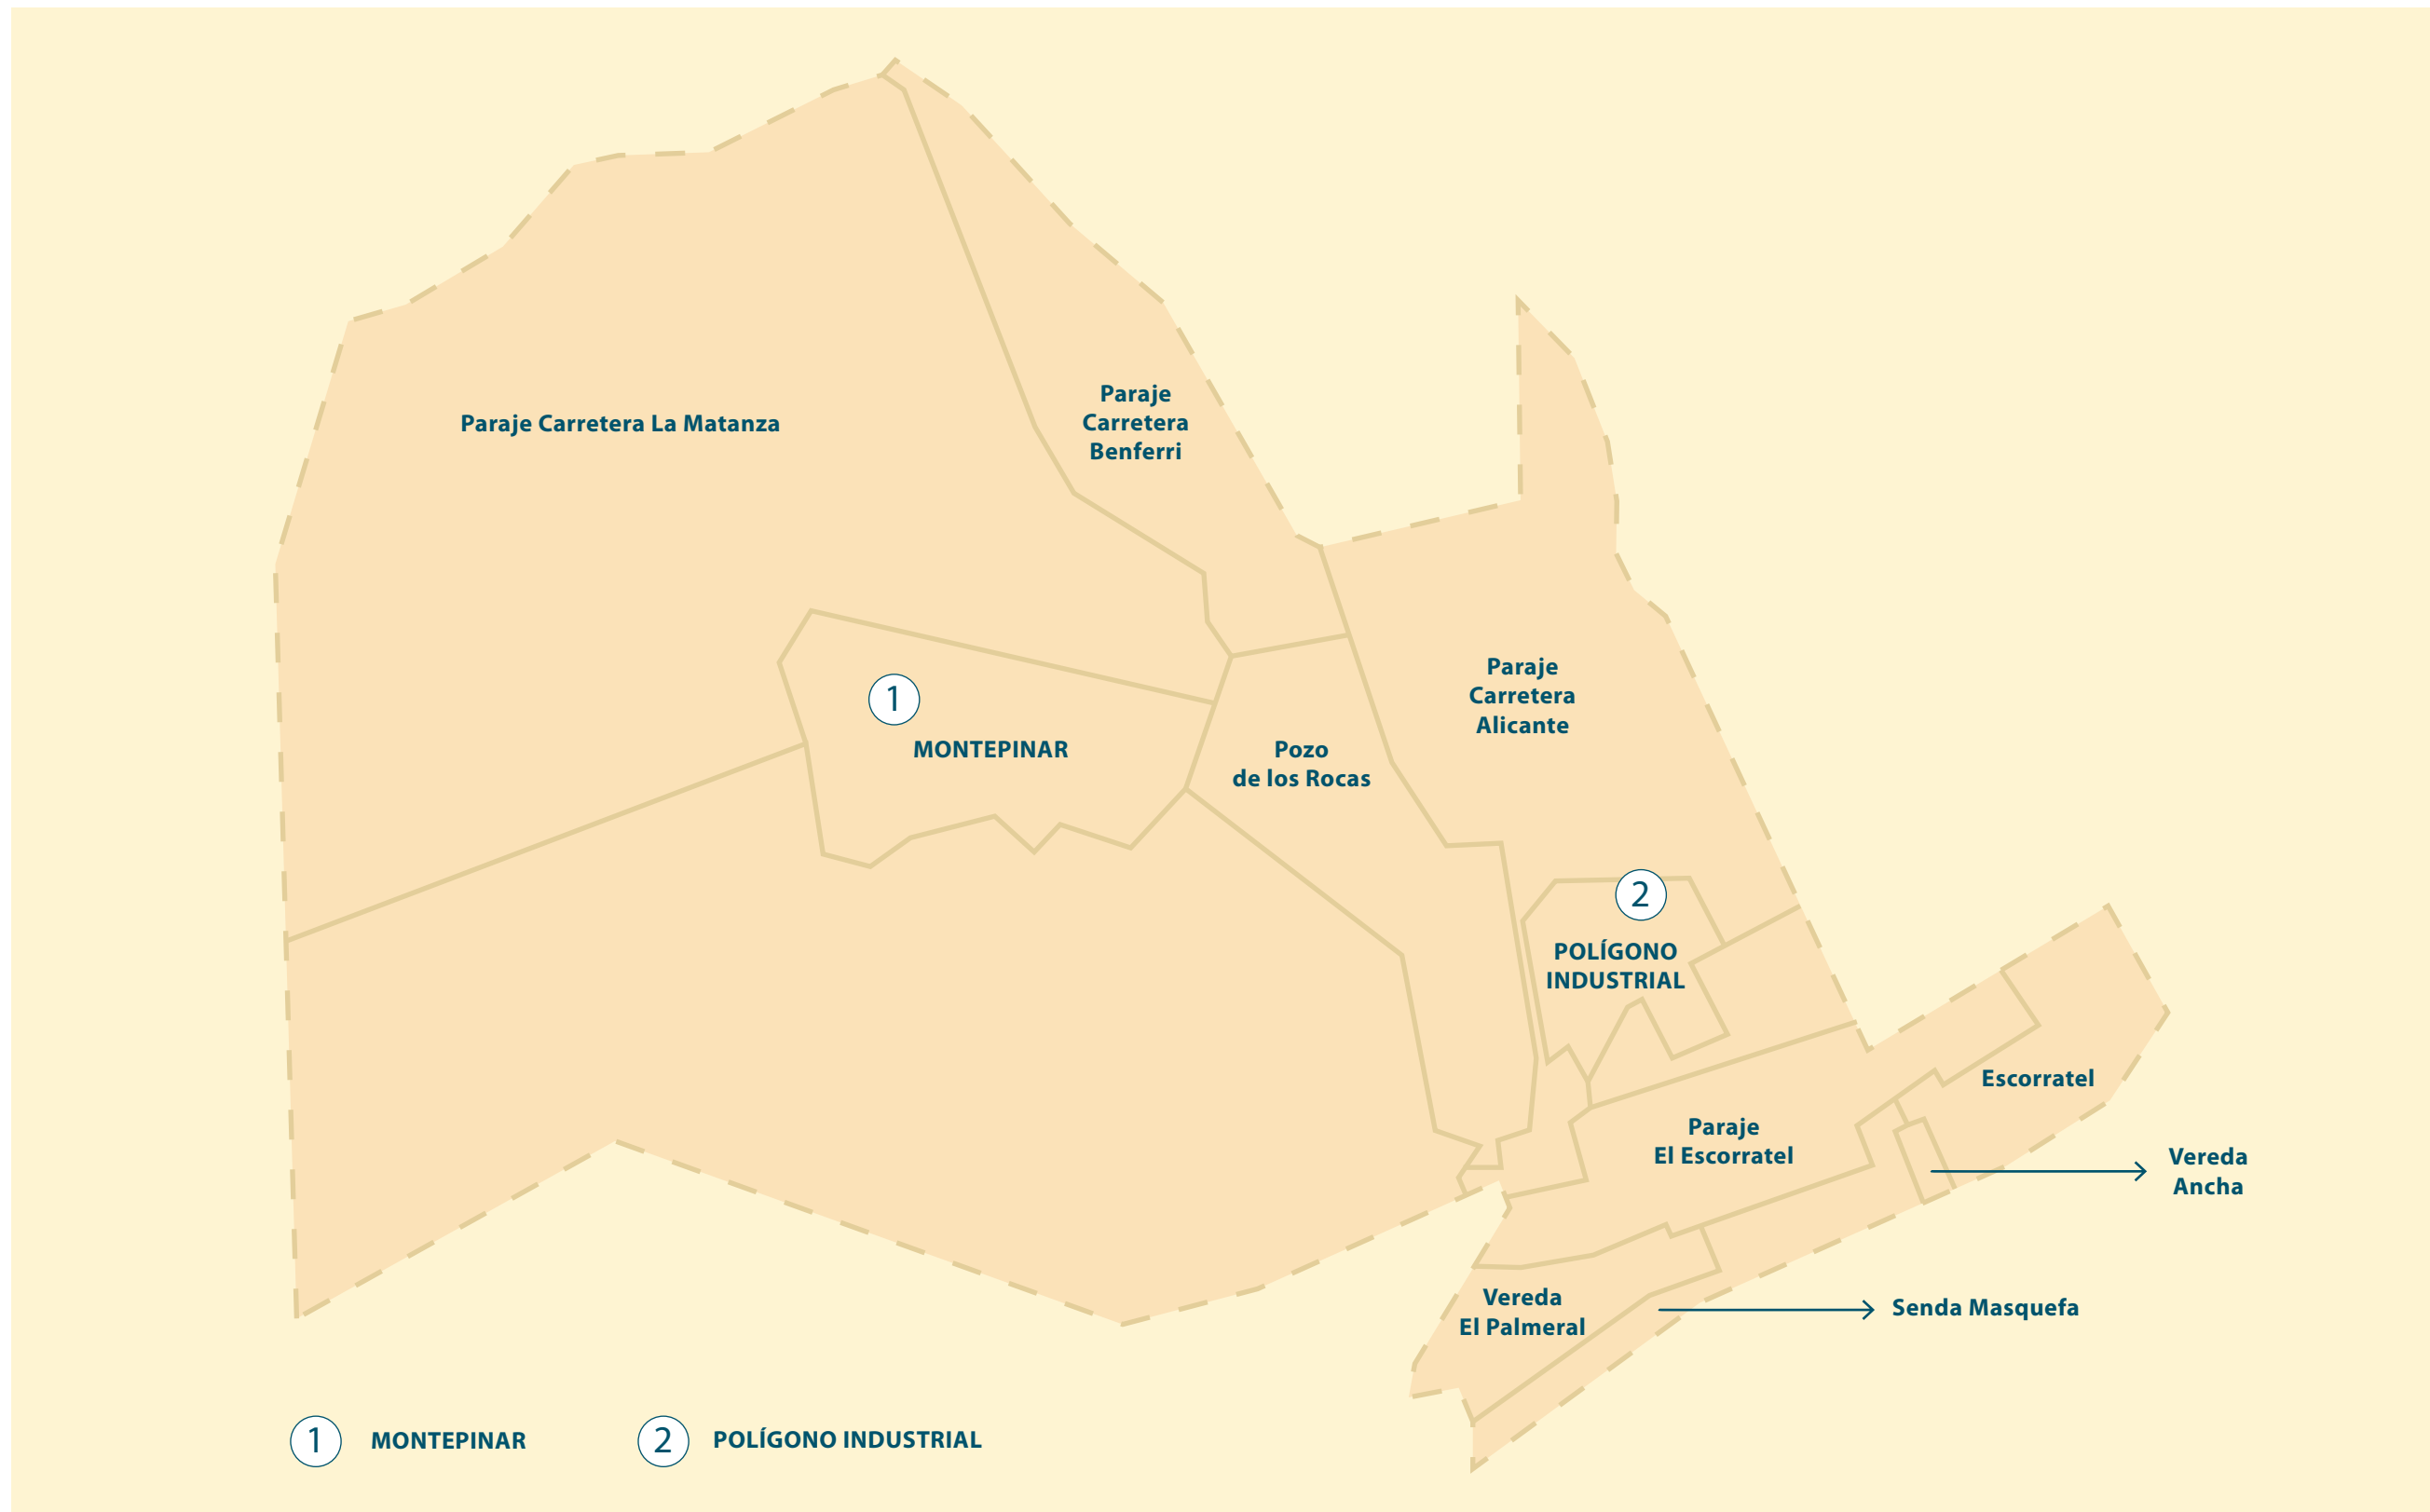 Paraje Carretera La Matanza
Paraje
Carretera
Benferri
Paraje
Carretera
Alicante
1
MONTEPINAR
Pozo
de los Rocas
2
POLÍGONO
INDUSTRIAL
Escorratel
Paraje
El Escorratel
Vereda
Ancha
Vereda
El Palmeral
Senda Masquefa
1 MONTEPINAR
2 POLÍGONO INDUSTRIAL